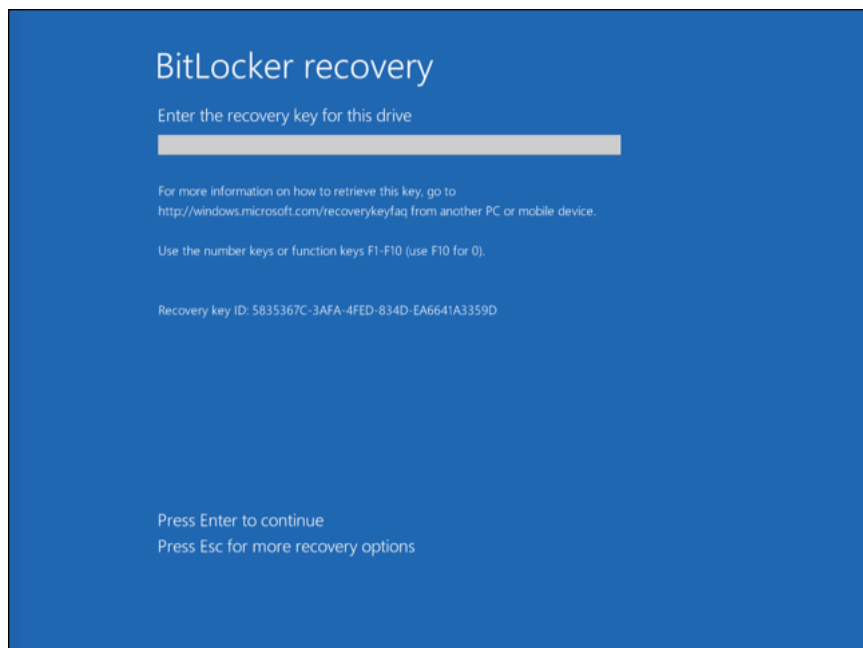 BitLocker recovery
Enter the recovery key for this drive
For more information on how to retrieve this key, go to
http://windows.microsoft.com/recoverykeyfaq from another PC or mobile device.
Use the number keys or function keys F1-F10 (use F10 for 0).
Recovery key ID: 5835367C-3AFA-4FED-834D-EA6641A3359D
Press Enter to continue
Press Esc for more recovery options